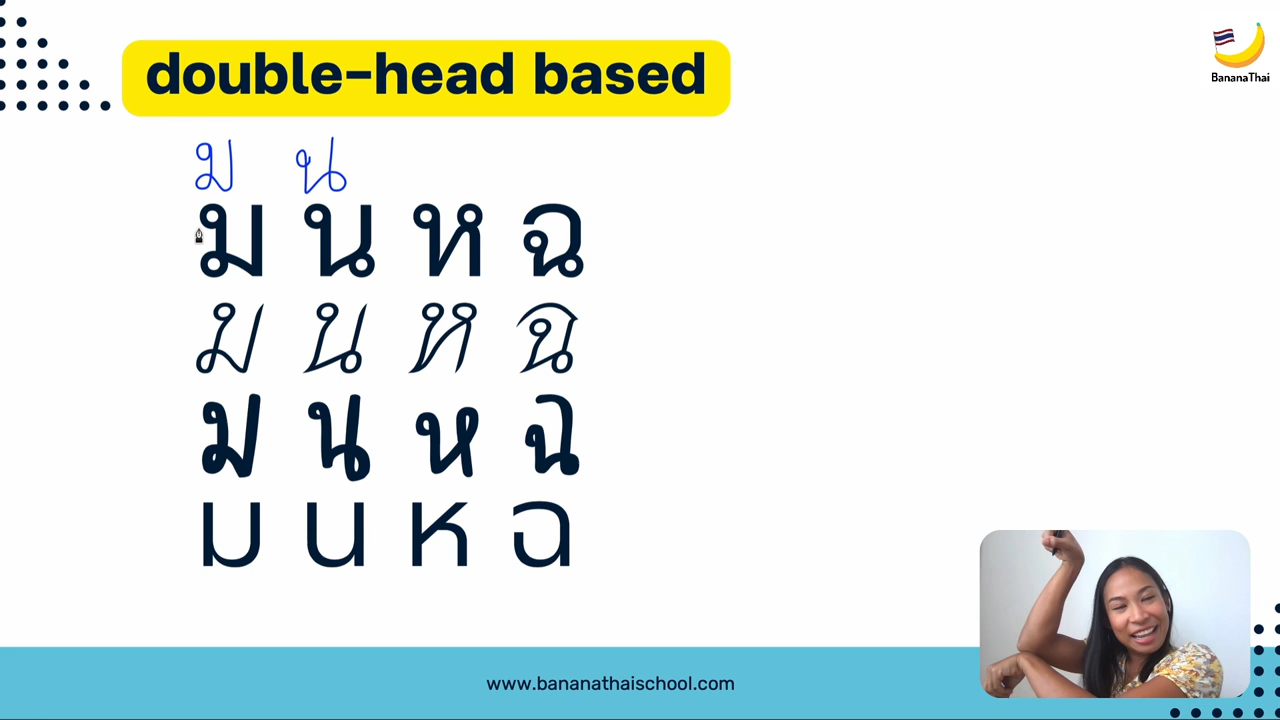 double-head based
BananaThai
ม น
ม น ห ฉ
ม น ห ฉ
ม น ห ฉ
ม น ห ฉ
www.bananathaischool.com